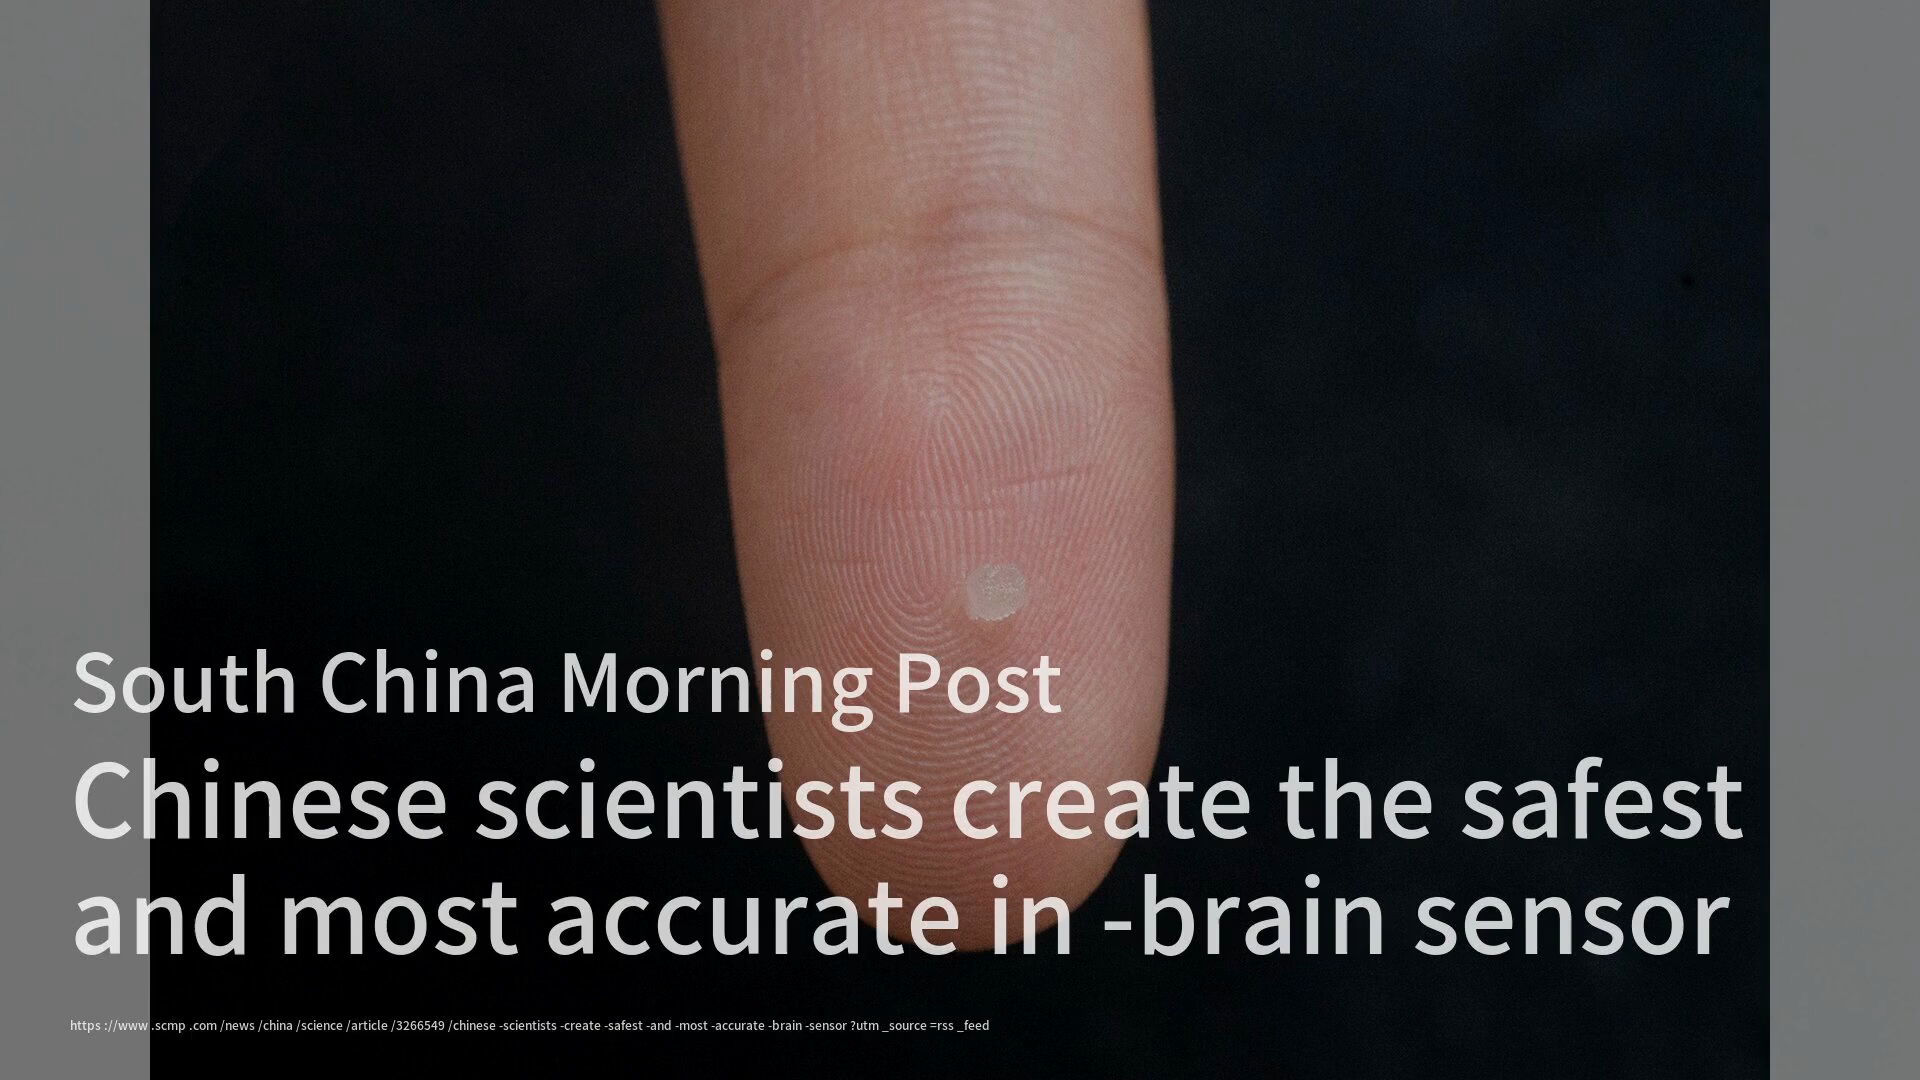 South China Morning Post
Chinese scientists create the safest
and most accurate in -brain sensor
https ://www .scmp .com /news /china /science /article /3266549 /chinese -scientists -create -safest -and -most -accurate -brain -sensor ?utm _source =rss _feed